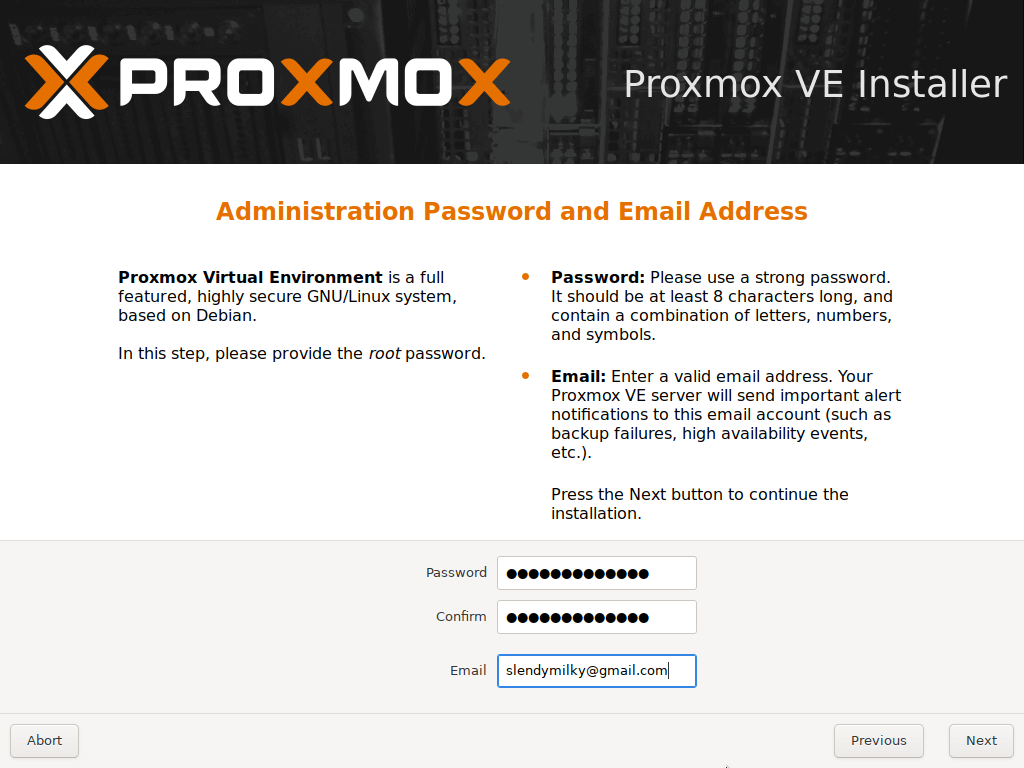 PROXMOX
Proxmox VE Installer
Administration Password and Email Address
Proxmox Virtual Environment is a full
featured, highly secure GNU/Linux system,
based on Debian.
In this step, please provide the root password.
• Password: Please use a strong password.
It should be at least 8 characters long, and
contain a combination of letters, numbers,
and symbols.
• Email: Enter a valid email address. Your
Proxmox VE server will send important alert
notifications to this email account (such as
backup failures, high availability events,
etc.).
Press the Next button to continue the
installation.
Password ●●●●●●●●●●●●●
Confirm ●●●●●●●●●●●●●
Email slendymilky@gmail.com
Abort Previous Next